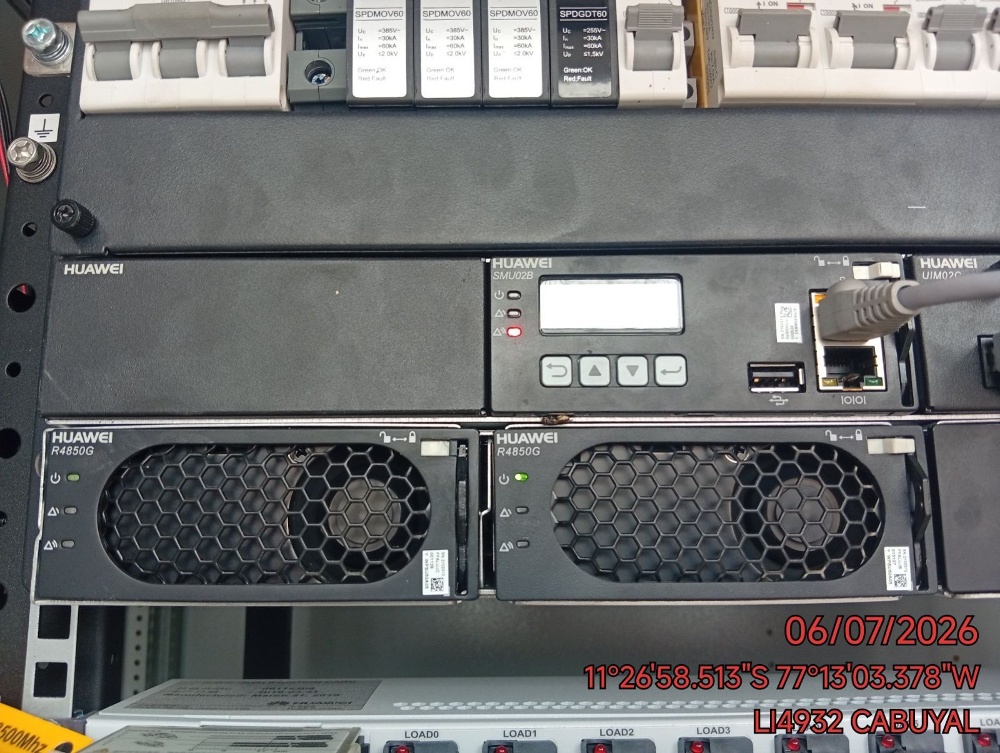 SPDMOV60
Uc =385V~
In =30kA
Imax =60kA
Up ≤2.0kV
Green:OK
Red:Fault
SPDMOV60
Uc =385V~
In =30kA
Imax =60kA
Up ≤2.0kV
Green:OK
Red:Fault
SPDMOV60
Uc =385V~
In =30kA
Imax =60kA
Up ≤2.0kV
Green:OK
Red:Fault
SPDGDT60
Uc =255V~
In =30kA
Imax =60kA
Up ≤1.5kV
Green:OK
Red:Fault
I ON
I ON
HUAWEI
HUAWEI
SMU02B
HUAWEI
UIM02C
IOIOI
HUAWEI
R4850G
HUAWEI
R4850G
06/07/2026
11°26'58.513"S 77°13'03.378"W
LI4932 CABUYAL
HUAWEI
LOAD0
LOAD1
LOAD2
LOAD3
500Mhz